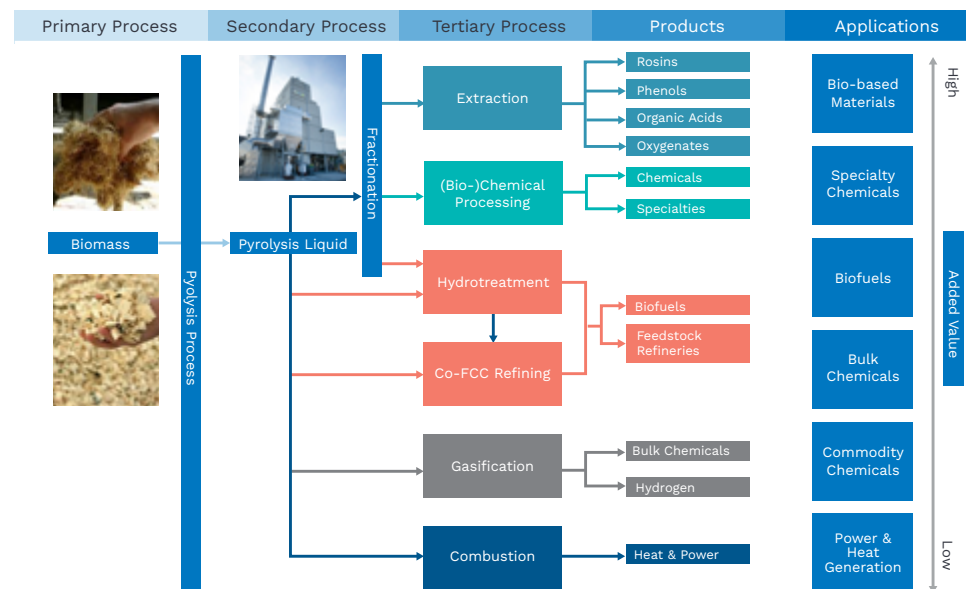 Primary Process
Secondary Process
Tertiary Process
Products
Applications
Biomass
Pyolysis Process
Pyrolysis Liquid
Fractionation
Extraction
(Bio-)Chemical
Processing
Hydrotreatment
Co-FCC Refining
Gasification
Combustion
Rosins
Phenols
Organic Acids
Oxygenates
Chemicals
Specialties
Biofuels
Feedstock
Refineries
Bulk Chemicals
Hydrogen
Heat & Power
Bio-based
Materials
Specialty
Chemicals
Biofuels
Bulk
Chemicals
Commodity
Chemicals
Power &
Heat
Generation
High
Added Value
Low